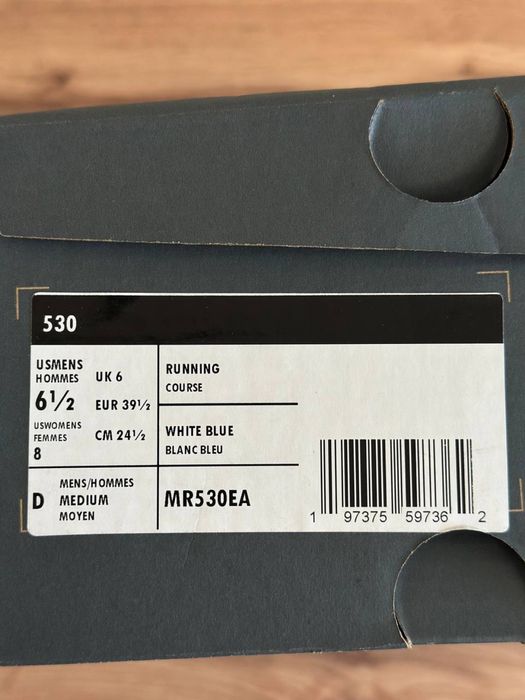 530
USMENS
HOMMES
6½
USWOMENS
FEMMES
8
UK 6
EUR 39½
CM 24½
RUNNING
COURSE
WHITE BLUE
BLANC BLEU
D
MENS/HOMMES
MEDIUM
MOYEN
MR530EA
1 97375 59736 2